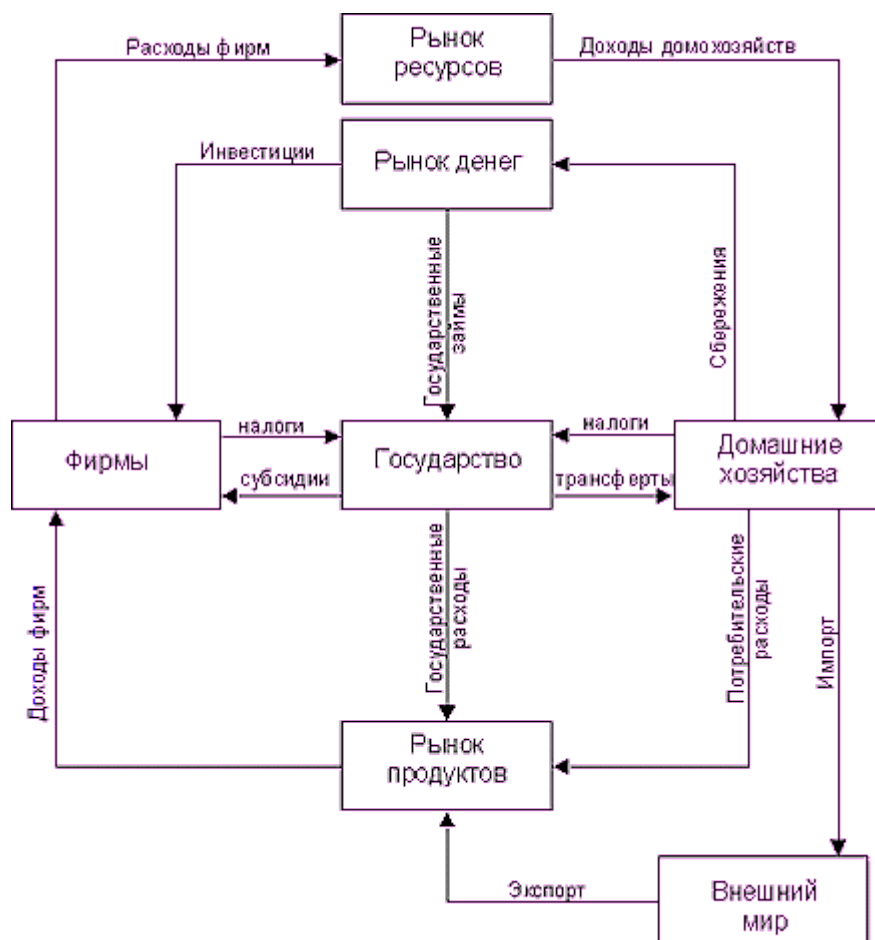 Расходы фирм
Рынок
ресурсов
Доходы домохозяйств
Инвестиции
Рынок денег
Государственные
займы
Сбережения
Фирмы
налоги
субсидии
Государство
налоги
трансферты
Домашние
хозяйства
Доходы фирм
Государственные
расходы
Потребительские
расходы
Импорт
Рынок
продуктов
Экспорт
Внешний
мир